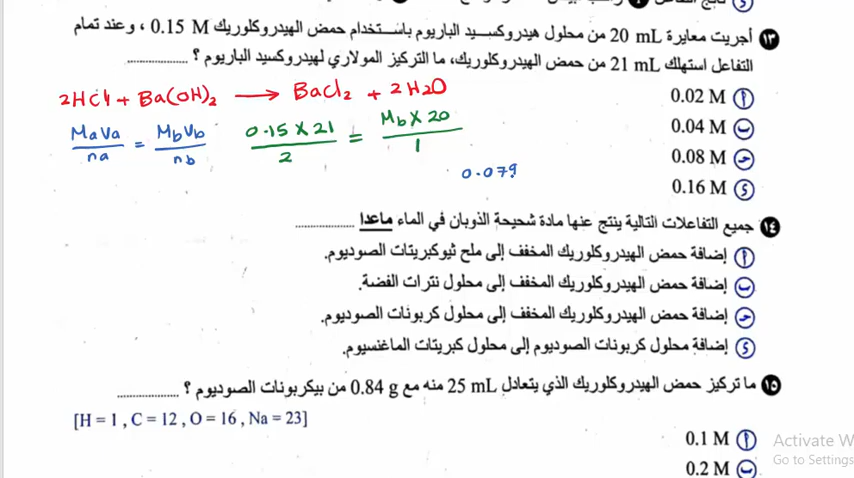 ١٣ أجريت معايرة 20 mL من محلول هيدروكسيد الباريوم باستخدام حمض الهيدروكلوريك 0.15 M ، وعند تمام
التفاعل استهلك 21 mL من حمض الهيدروكلوريك، ما التركيز المولاري لهيدروكسيد الباريوم ؟ ..................
2HCl + Ba(OH)2 ⟶ BaCl2 + 2H2O
MaVa / na = MbVb / nb
0.15 × 21 / 2 = Mb × 20 / 1
0.079
أ 0.02 M
ب 0.04 M
ج 0.08 M
د 0.16 M
١٤ جميع التفاعلات التالية ينتج عنها مادة شحيحة الذوبان في الماء ماعدا ..................
أ إضافة حمض الهيدروكلوريك المخفف إلى ملح ثيوكبريتات الصوديوم.
ب إضافة حمض الهيدروكلوريك المخفف إلى محلول نترات الفضة.
ج إضافة حمض الهيدروكلوريك المخفف إلى محلول كربونات الصوديوم.
د إضافة محلول كربونات الصوديوم إلى محلول كبريتات الماغنسيوم.
١٥ ما تركيز حمض الهيدروكلوريك الذي يتعادل 25 mL منه مع 0.84 g من بيكربونات الصوديوم ؟ ..................
[H = 1 , C = 12 , O = 16 , Na = 23]
أ 0.1 M
ب 0.2 M
Activate W
Go to Settings